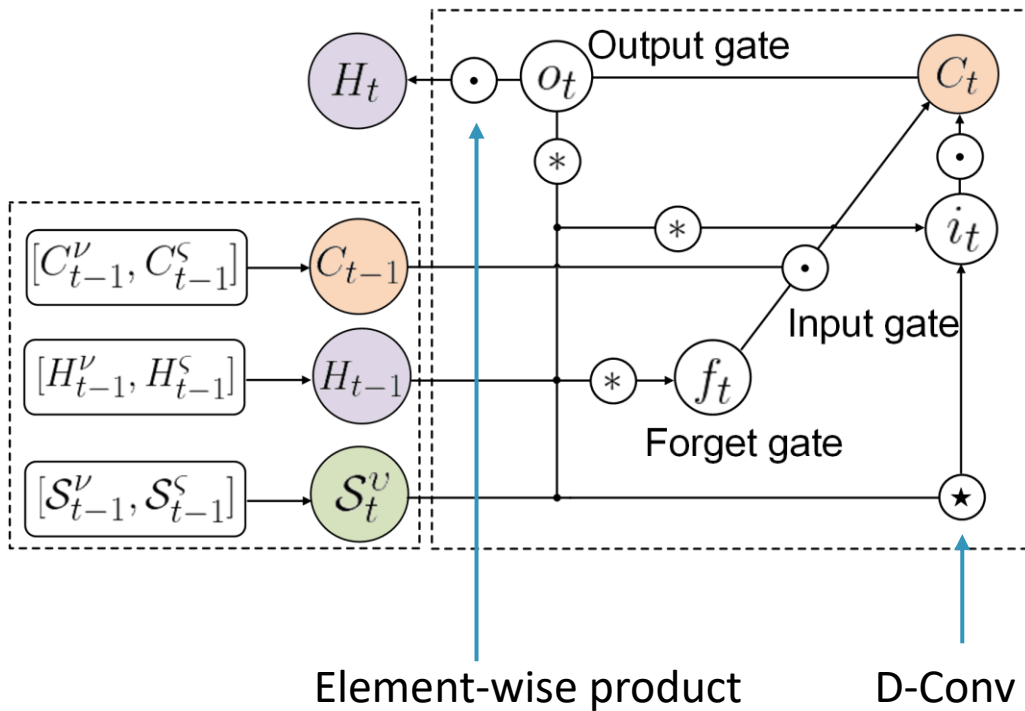 Output gate
H_t
⊙
o_t
C_t
∗
⊙
[C^ν_{t−1}, C^ς_{t−1}]
C_{t−1}
∗
i_t
⊙
Input gate
[H^ν_{t−1}, H^ς_{t−1}]
H_{t−1}
∗
f_t
Forget gate
[𝒮^ν_{t−1}, 𝒮^ς_{t−1}]
𝒮^υ_t
★
Element-wise product
D-Conv